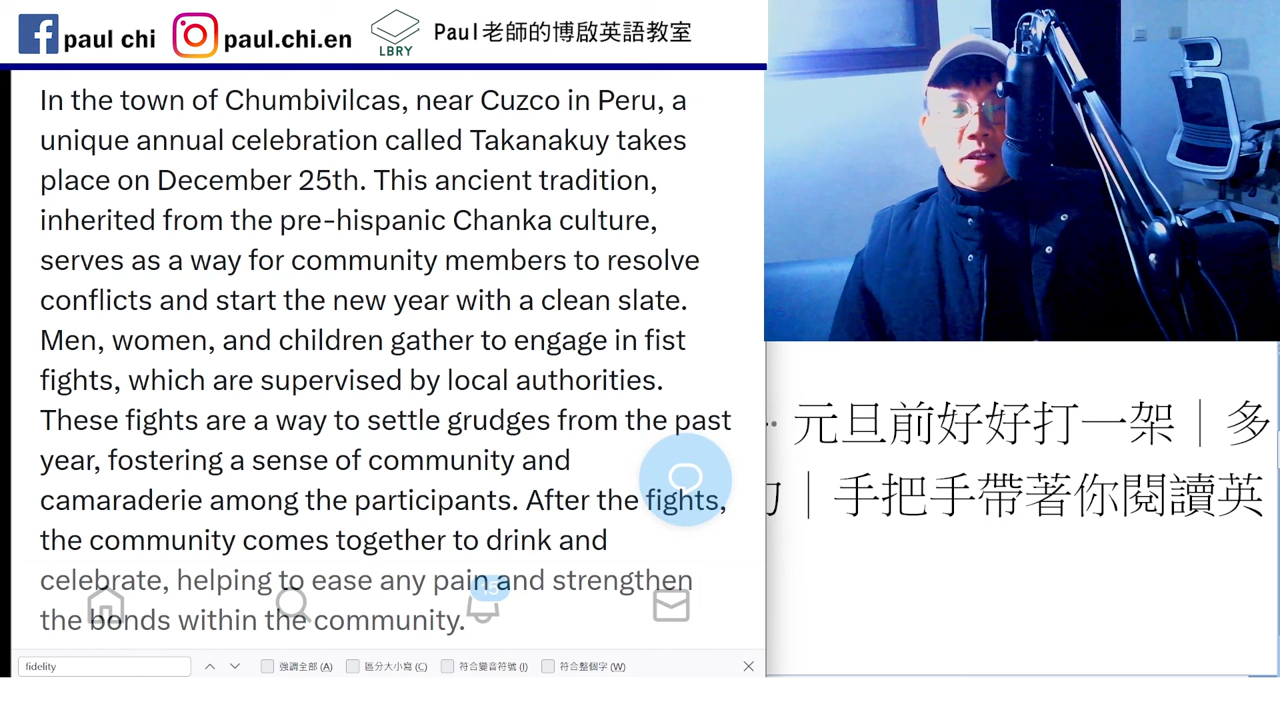 paul chi
paul.chi.en
LBRY
Paul老師的博啟英語教室
In the town of Chumbivilcas, near Cuzco in Peru, a
unique annual celebration called Takanakuy takes
place on December 25th. This ancient tradition,
inherited from the pre-hispanic Chanka culture,
serves as a way for community members to resolve
conflicts and start the new year with a clean slate.
Men, women, and children gather to engage in fist
fights, which are supervised by local authorities.
These fights are a way to settle grudges from the past
year, fostering a sense of community and
camaraderie among the participants. After the fights,
the community comes together to drink and
celebrate, helping to ease any pain and strengthen
the bonds within the community.
15
fidelity
強調全部 (A)
區分大小寫 (C)
符合變音符號 (I)
符合整個字 (W)
元旦前好好打一架｜多
｜手把手帶著你閱讀英